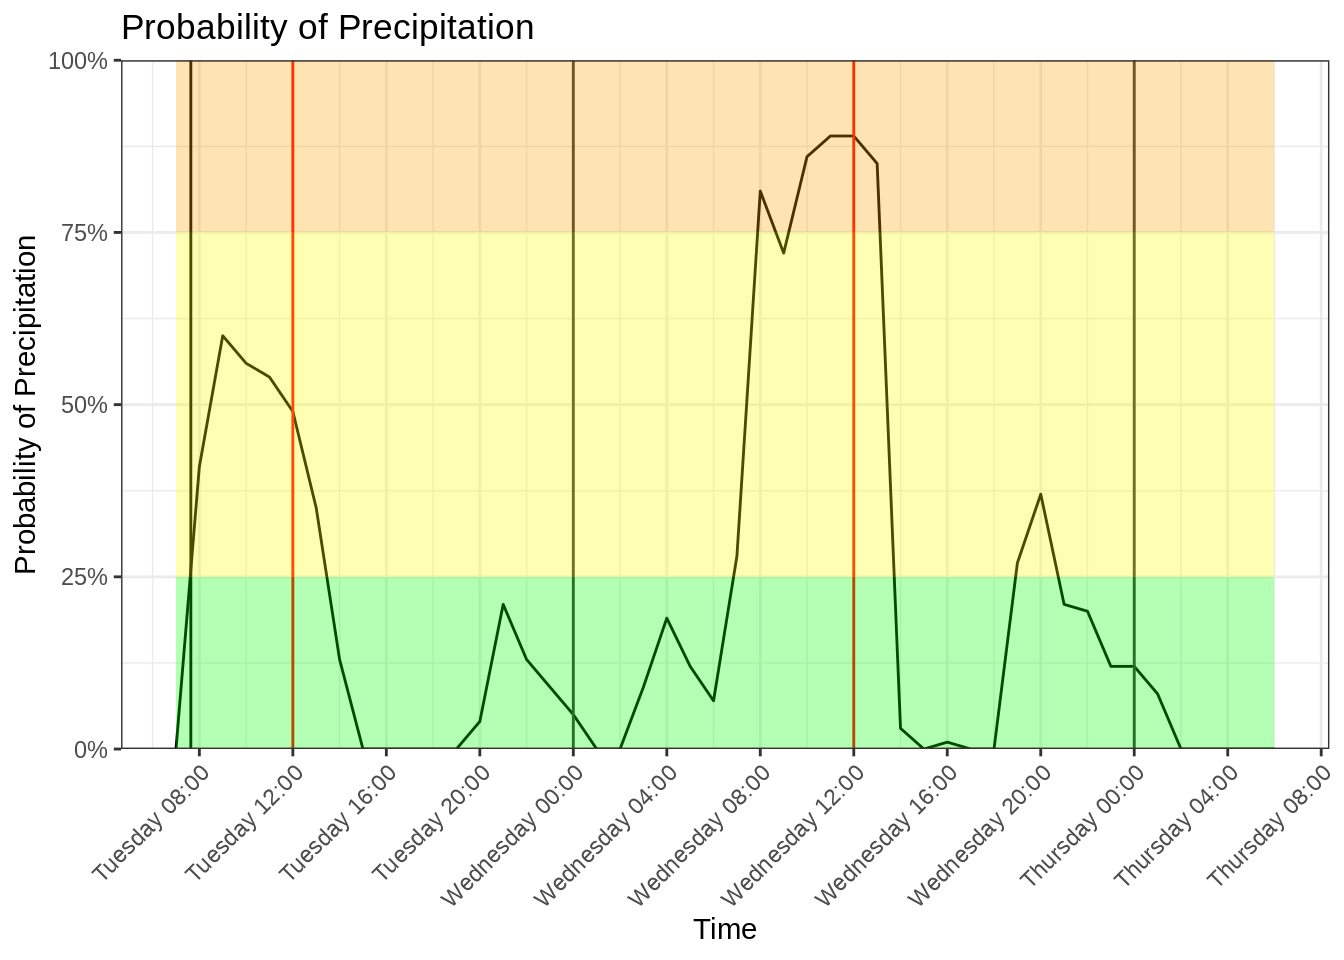 Probability of Precipitation
Probability of Precipitation
100%
75%
50%
25%
0%
Tuesday 08:00
Tuesday 12:00
Tuesday 16:00
Tuesday 20:00
Wednesday 00:00
Wednesday 04:00
Wednesday 08:00
Wednesday 12:00
Wednesday 16:00
Wednesday 20:00
Thursday 00:00
Thursday 04:00
Thursday 08:00
Time